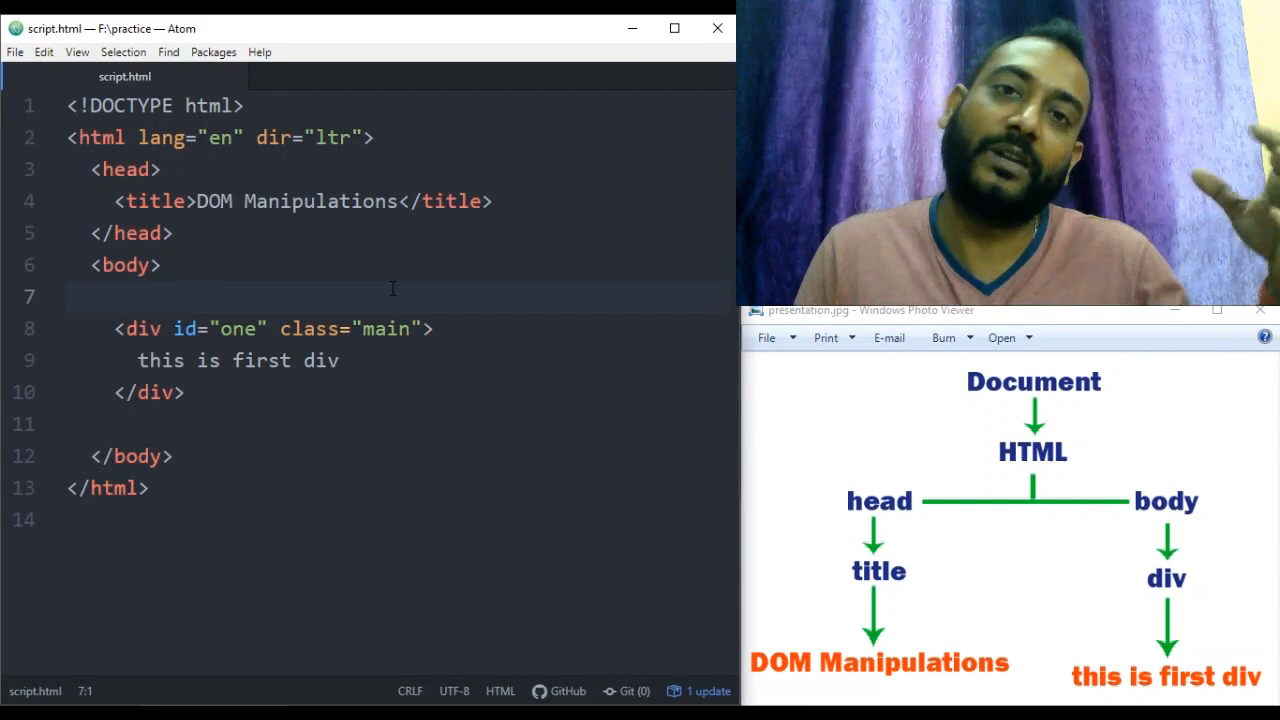 script.html — F:\practice — Atom
File Edit View Selection Find Packages Help
script.html
1 <!DOCTYPE html>
2 <html lang="en" dir="ltr">
3 <head>
4 <title>DOM Manipulations</title>
5 </head>
6 <body>
7
8 <div id="one" class="main">
9 this is first div
10 </div>
11
12 </body>
13 </html>
14
script.html 7:1 CRLF UTF-8 HTML GitHub Git (0) 1 update
presentation.jpg - Windows Photo Viewer
File Print E-mail Burn Open
Document
HTML
head body
title div
DOM Manipulations this is first div